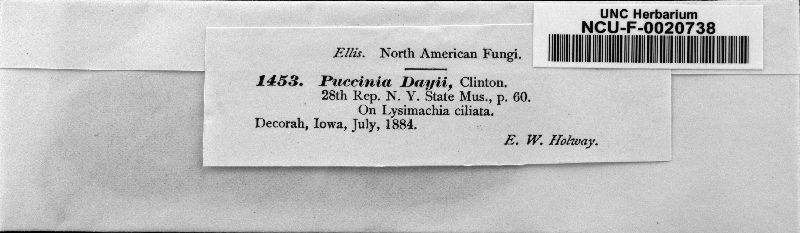 UNC Herbarium
NCU-F-0020738
Ellis. North American Fungi.
1453. Puccinia Dayii, Clinton.
28th Rep. N. Y. State Mus., p. 60.
On Lysimachia ciliata.
Decorah, Iowa, July, 1884.
E. W. Holway.